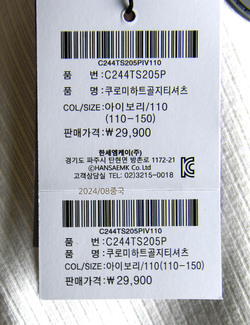 C244TS205PIV110
품 번:C244TS205P
품 명:쿠로미하트골지티셔츠
COL/SIZE:아이보리/110
(110-150)
판매가격:₩29,900
한세엠케이(주)
경기도 파주시 탄현면 방촌로 1172-21
ⓒHANSAEMK Co. Ltd
고객상담실 TEL. 02)3215-0018
2024/08중국
C244TS205PIV110
품 번:C244TS205P
품 명:쿠로미하트골지티셔츠
COL/SIZE:아이보리/110(110-150)
판매가격:₩29,900